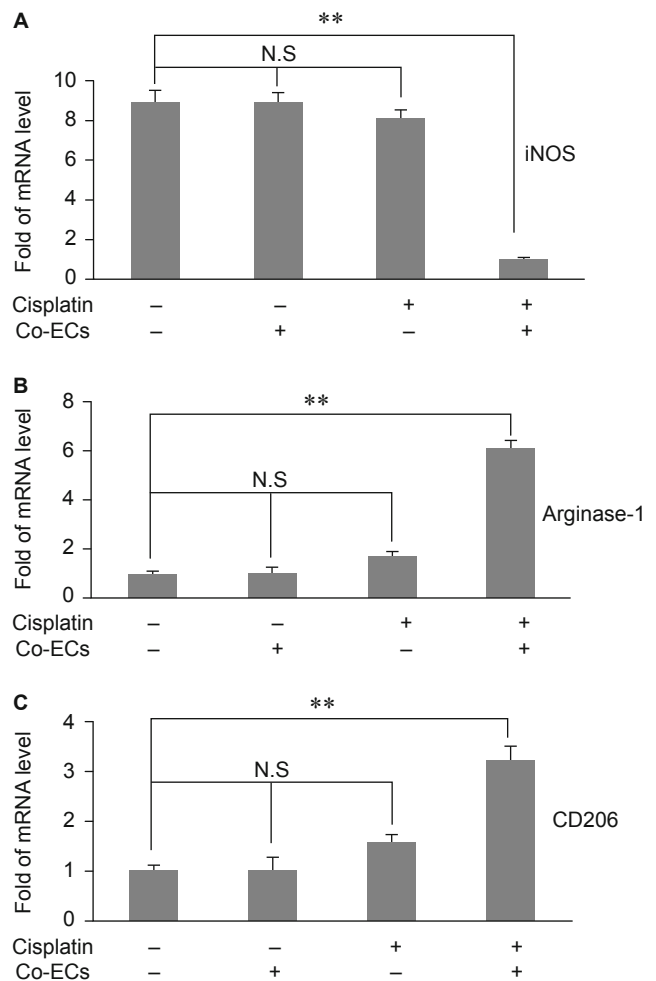 A
**
N.S
10
8
6
4
2
0
Fold of mRNA level
iNOS
Cisplatin – – + +
Co-ECs – + – +
B
**
N.S
8
6
4
2
0
Fold of mRNA level
Arginase-1
Cisplatin – – + +
Co-ECs – + – +
C
**
N.S
4
3
2
1
0
Fold of mRNA level
CD206
Cisplatin – – + +
Co-ECs – + – +